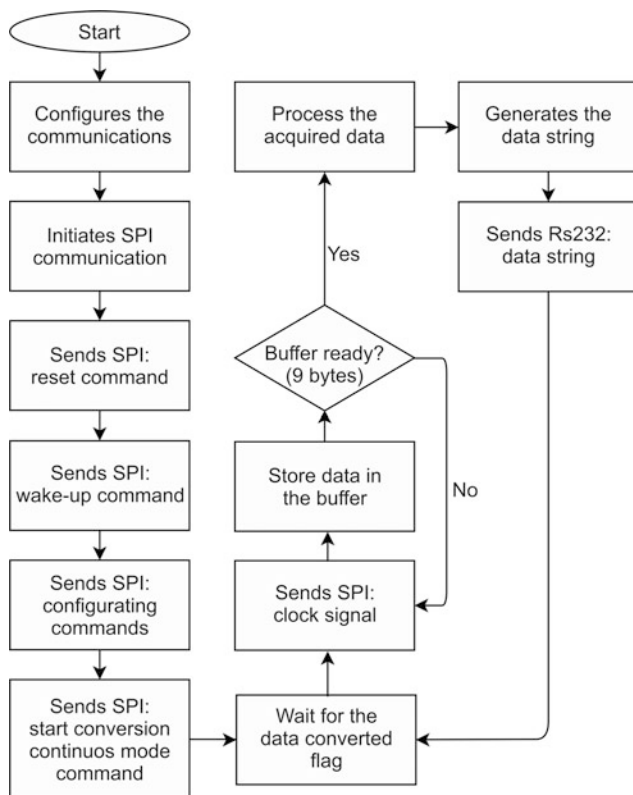 Start
Configures the
communications
Initiates SPI
communication
Sends SPI:
reset command
Sends SPI:
wake-up command
Sends SPI:
configurating
commands
Sends SPI:
start conversion
continuos mode
command
Wait for the
data converted
flag
Sends SPI:
clock signal
Store data in
the buffer
Buffer ready?
(9 bytes)
No
Yes
Process the
acquired data
Generates the
data string
Sends Rs232:
data string